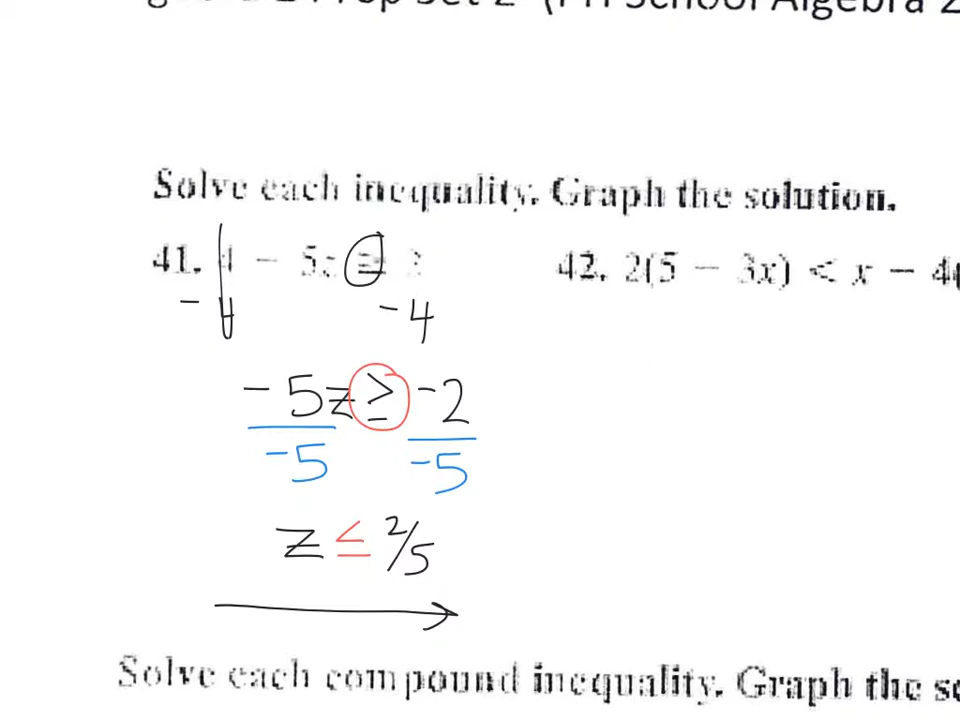 Solve each inequality. Graph the solution.
41. 4 − 5z ≥ 2
42. 2(5 − 3x) < x − 4(
− 4 − 4
− 5z ≥ −2
−5 −5
z ≤ 2/5
Solve each compound inequality. Graph the